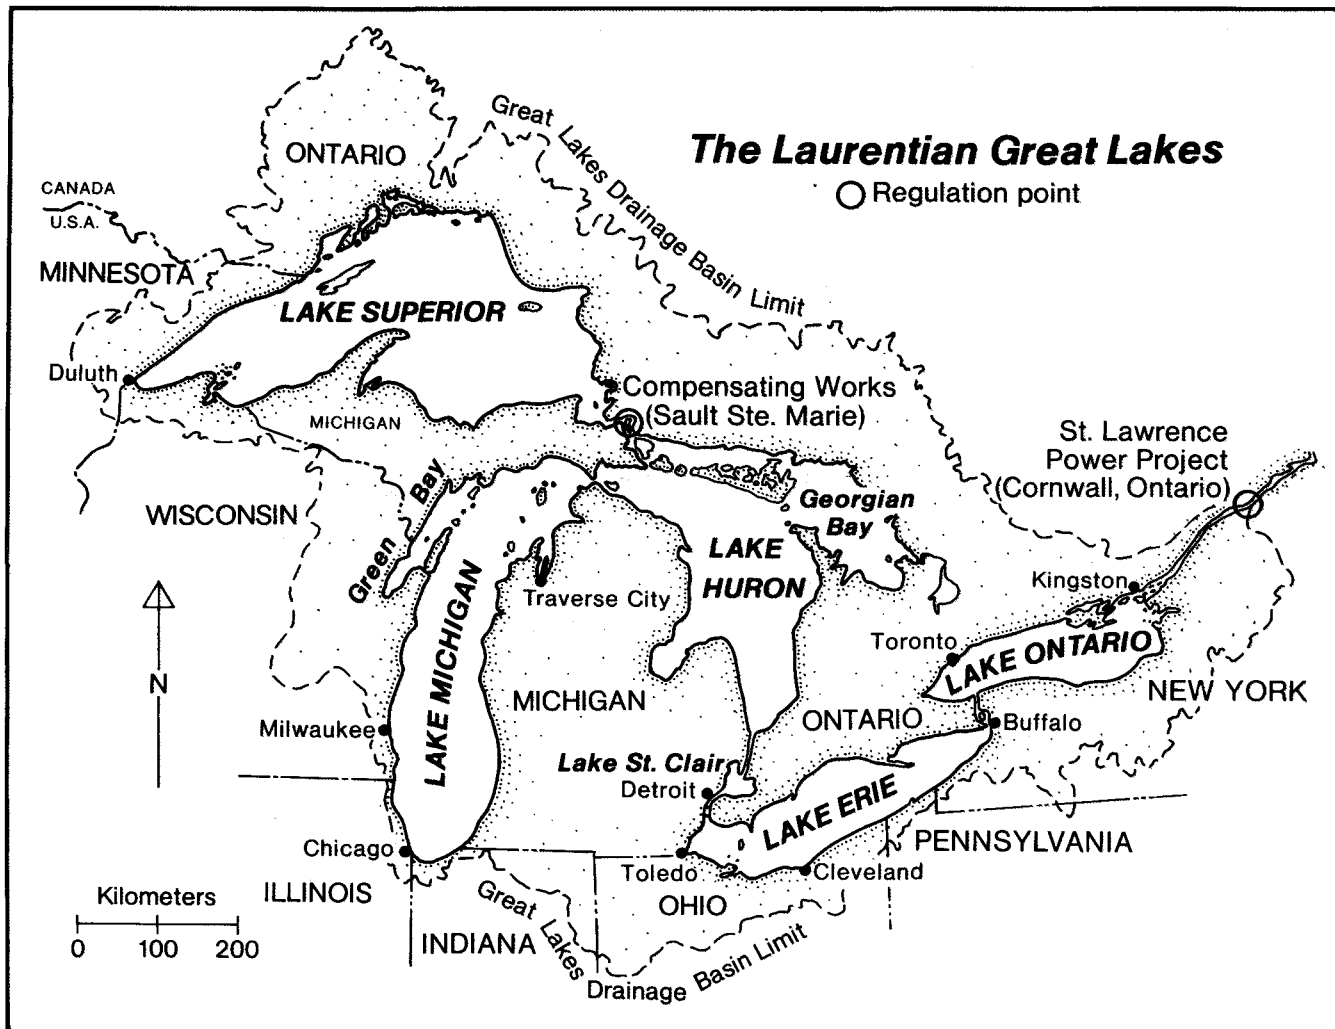 The Laurentian Great Lakes
Regulation point
Great Lakes Drainage Basin Limit
ONTARIO
CANADA
U.S.A.
MINNESOTA
LAKE SUPERIOR
Duluth
Compensating Works
(Sault Ste. Marie)
MICHIGAN
St. Lawrence
Power Project
(Cornwall, Ontario)
WISCONSIN
Green Bay
Georgian
Bay
LAKE
HURON
Kingston
Traverse City
LAKE MICHIGAN
Toronto
LAKE ONTARIO
N
MICHIGAN
NEW YORK
ONTARIO
Milwaukee
Buffalo
Lake St. Clair
Detroit
LAKE ERIE
PENNSYLVANIA
Chicago
Toledo
Cleveland
ILLINOIS
OHIO
Kilometers
0 100 200
INDIANA
Great Lakes
Drainage Basin Limit